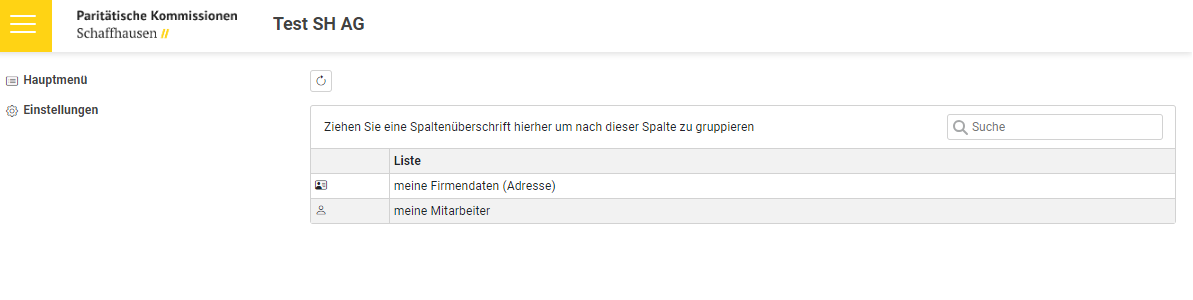 Paritätische Kommissionen
Schaffhausen //
Test SH AG
Hauptmenü
Einstellungen
Ziehen Sie eine Spaltenüberschrift hierher um nach dieser Spalte zu gruppieren
Suche
Liste
meine Firmendaten (Adresse)
meine Mitarbeiter